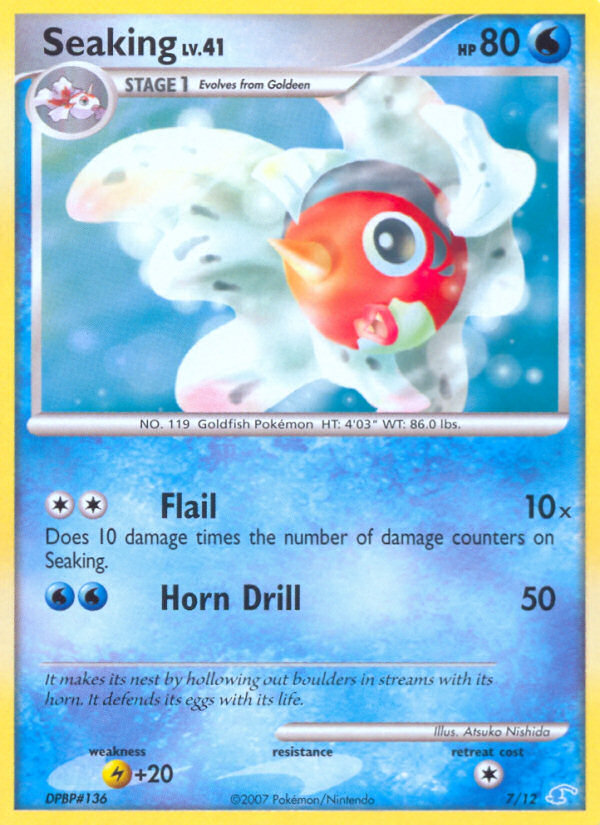 Seaking LV.41
HP 80
STAGE 1 Evolves from Goldeen
NO. 119 Goldfish Pokémon HT: 4'03" WT: 86.0 lbs.
Flail 10x
Does 10 damage times the number of damage counters on
Seaking.
Horn Drill 50
It makes its nest by hollowing out boulders in streams with its
horn. It defends its eggs with its life.
Illus. Atsuko Nishida
weakness resistance retreat cost
+20
DPBP#136 ©2007 Pokémon/Nintendo 7/12